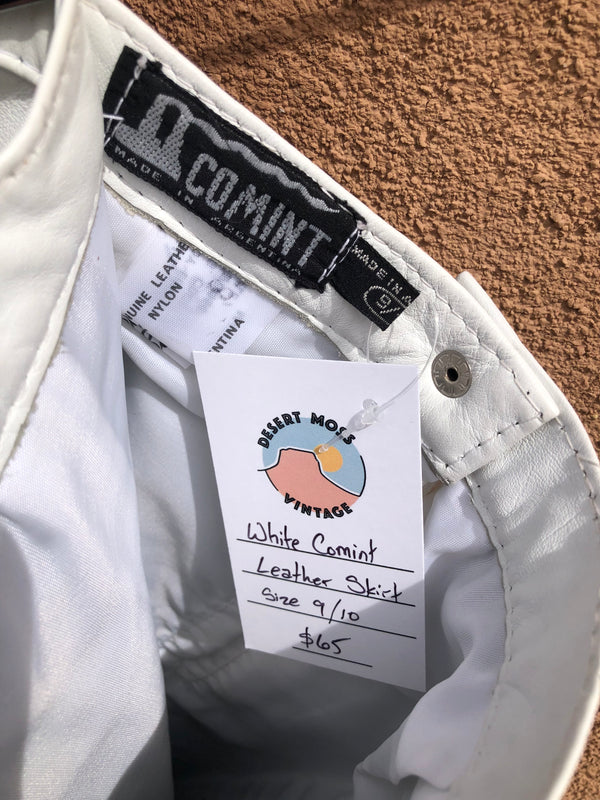 COMINT
MADE IN ARGENTINA
MADE IN A
9/
LEATHE
NYLON
DESERT MOSS
VINTAGE
White Comint
Leather Skirt
Size 9/10
$65